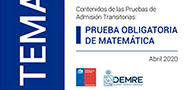 TEMA
Contenidos de las Pruebas de
Admisión Transitorias:
PRUEBA OBLIGATORIA
DE MATEMÁTICA
Abril 2020
DEMRE